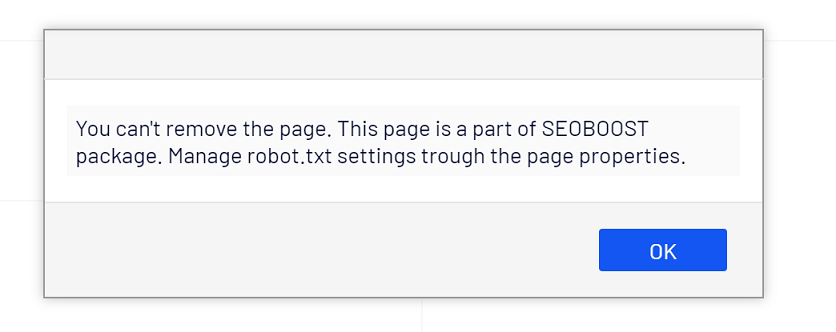 You can't remove the page. This page is a part of SEOBOOST
package. Manage robot.txt settings trough the page properties.
OK